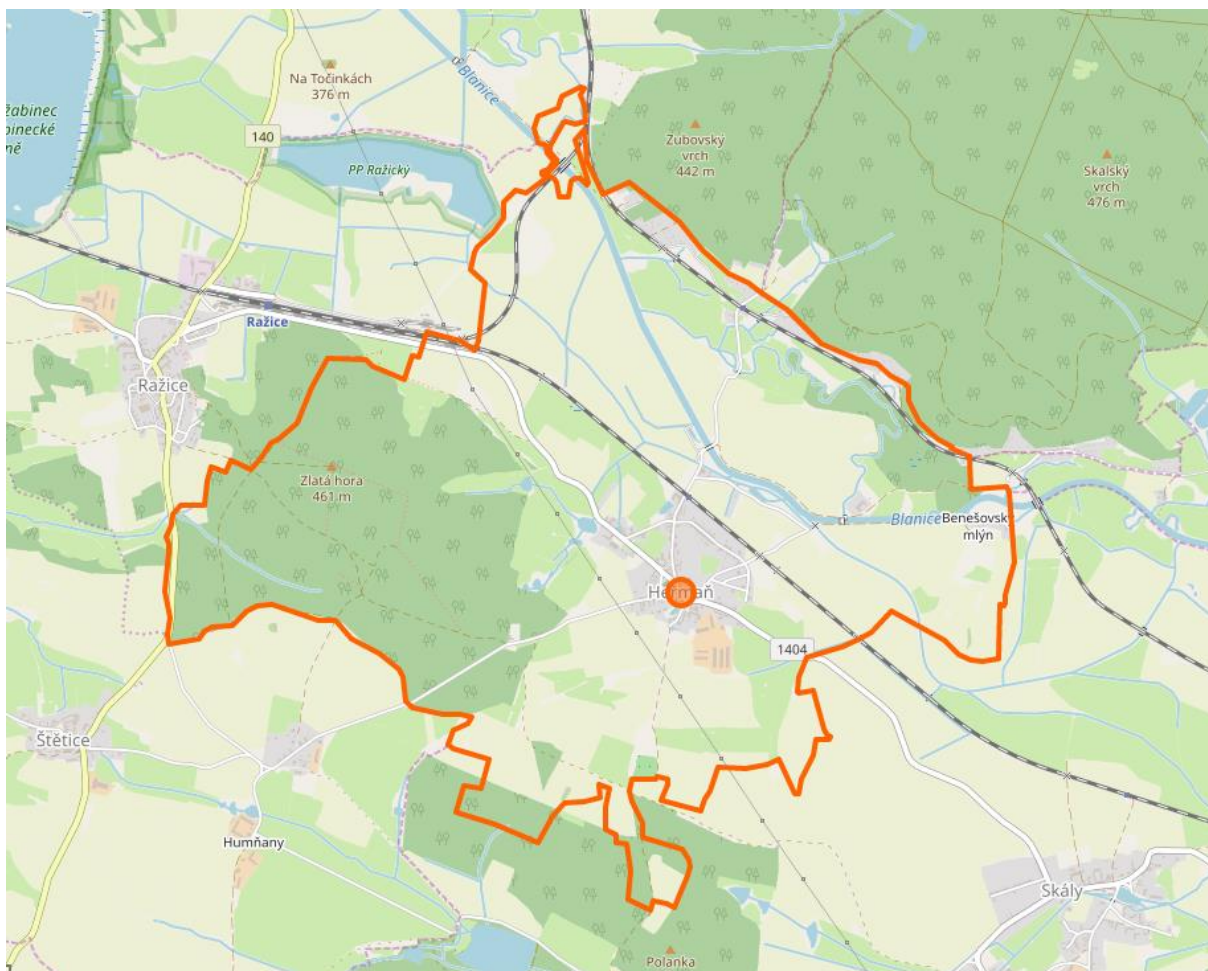 Na Točinkách
376 m
Blanice
140
PP Ražický
Zubovský
vrch
442 m
Skalský
vrch
476 m
Ražice
Ražice
Zlatá hora
461 m
Blanice
Benešovský
mlýn
Heřmaň
1404
Štětice
Humňany
Skály
Polanka